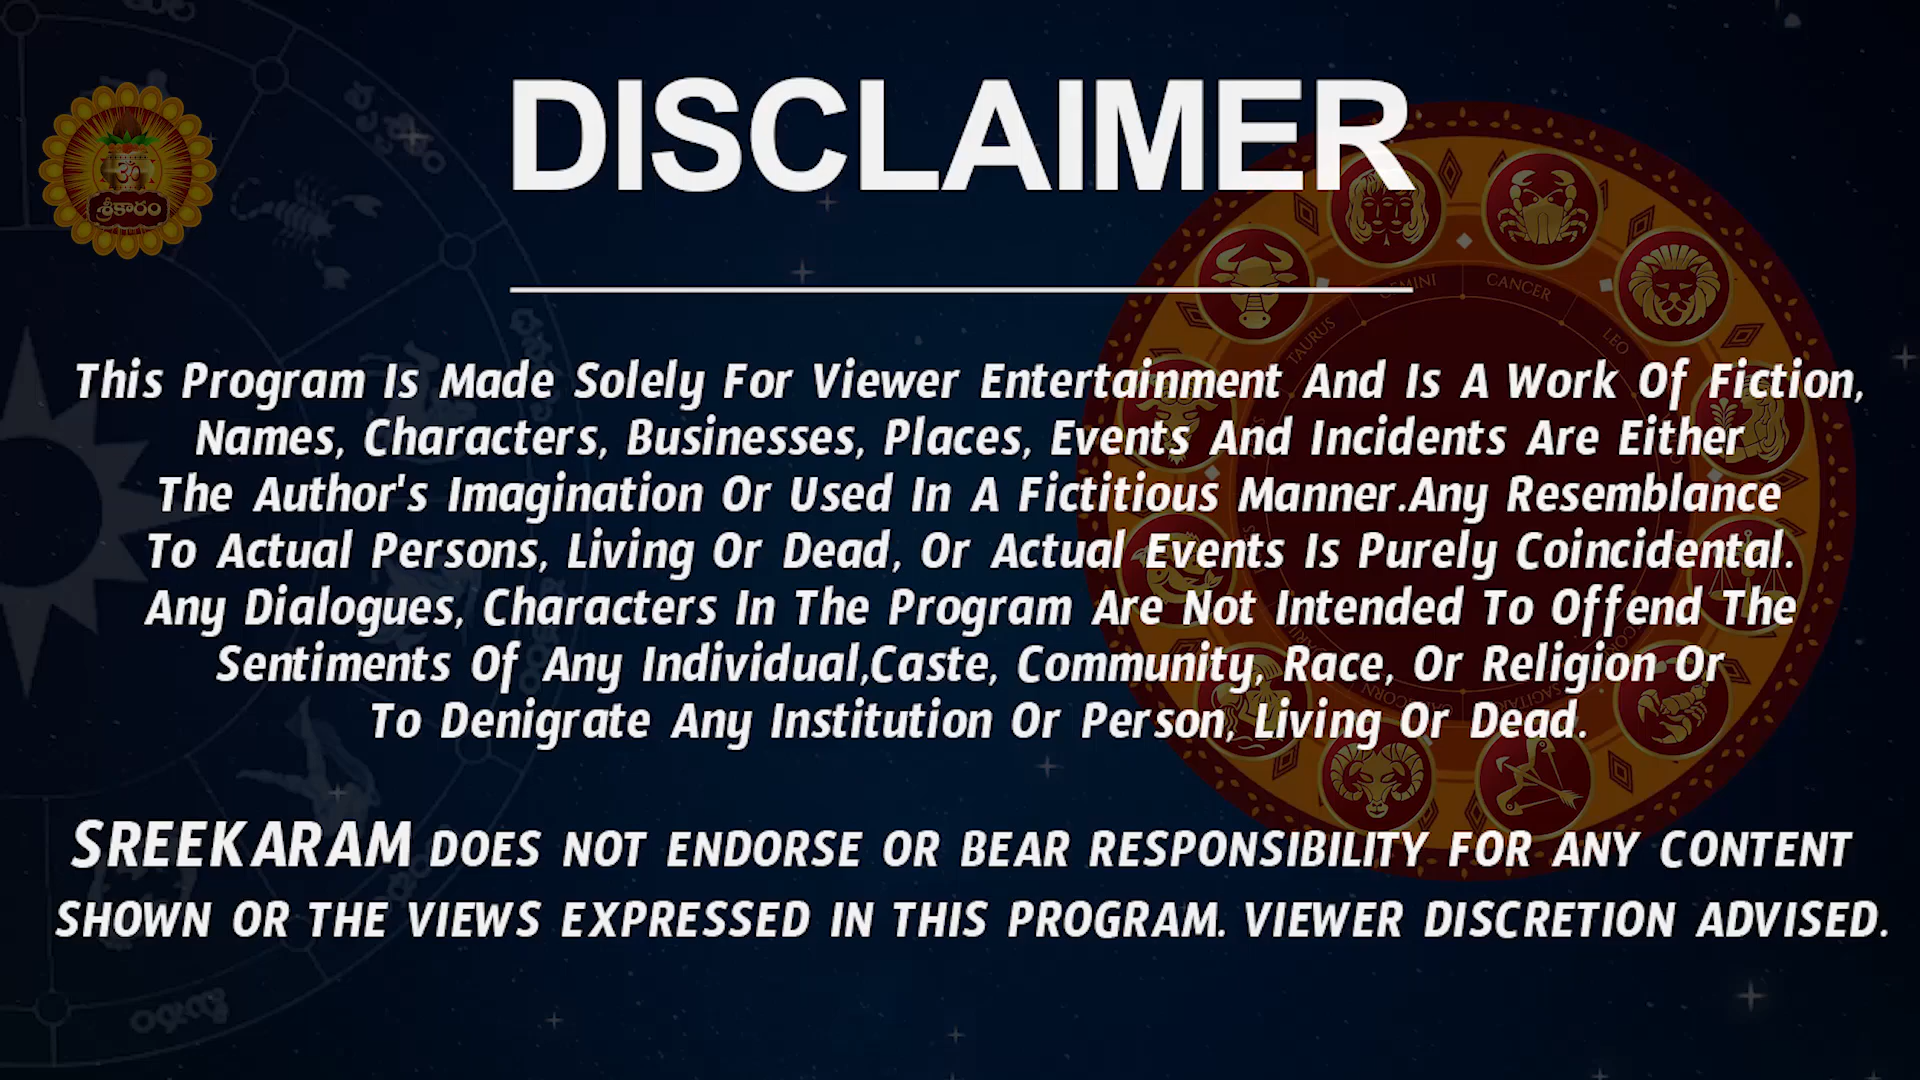 DISCLAIMER
శ్రీకారం
GEMINI
CANCER
TAURUS
LEO
This Program Is Made Solely For Viewer Entertainment And Is A Work Of Fiction,
Names, Characters, Businesses, Places, Events And Incidents Are Either
The Author's Imagination Or Used In A Fictitious Manner.Any Resemblance
To Actual Persons, Living Or Dead, Or Actual Events Is Purely Coincidental.
Any Dialogues, Characters In The Program Are Not Intended To Offend The
Sentiments Of Any Individual,Caste, Community, Race, Or Religion Or
To Denigrate Any Institution Or Person, Living Or Dead.
SREEKARAM DOES NOT ENDORSE OR BEAR RESPONSIBILITY FOR ANY CONTENT
SHOWN OR THE VIEWS EXPRESSED IN THIS PROGRAM. VIEWER DISCRETION ADVISED.